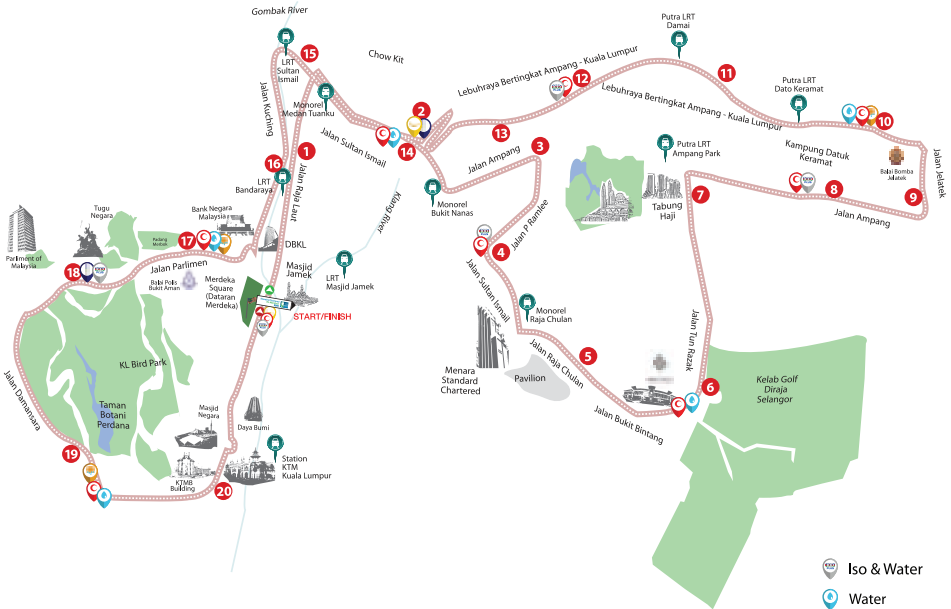 Gombak River
LRT
Sultan
Ismail
15
Chow Kit
Putra LRT
Damai
Lebuhraya Bertingkat Ampang - Kuala Lumpur
12
11
Lebuhraya Bertingkat Ampang- Kuala Lumpur
Putra LRT
Dato Keramat
10
Jalan Kuching
Monorel
Medan Tuanku
2
Jalan Sultan Ismail
14
13
3
Jalan Ampang
Putra LRT
Ampang Park
Kampung Datuk
Keramat
Balai Bomba
Jelatek
Jalan Jelatek
1
16
LRT
Bandaraya
Jalan Raja Laut
Klang River
Monorel
Bukit Nanas
Tabung
Haji
7
8
9
Jalan Ampang
Jalan P Ramlee
4
Tugu
Negara
Bank Negara
Malaysia
Padang
Merbok
17
DBKL
Parliment of
Malaysia
18
Jalan Parlimen
Balai Polis
Bukit Aman
Merdeka
Square
(Dataran
Merdeka)
Masjid
Jamek
LRT
Masjid Jamek
START/FINISH
Jalan Sultan Ismail
Monorel
Raja Chulan
Jalan Tun Razak
Menara
Standard
Chartered
5
Jalan Raja Chulan
Pavilion
Jalan Bukit Bintang
6
Kelab Golf
Diraja
Selangor
KL Bird Park
Jalan Damansara
Taman
Botani
Perdana
Masjid
Negara
Daya Bumi
19
KTMB
Building
Station
KTM
Kuala Lumpur
20
Iso & Water
Water